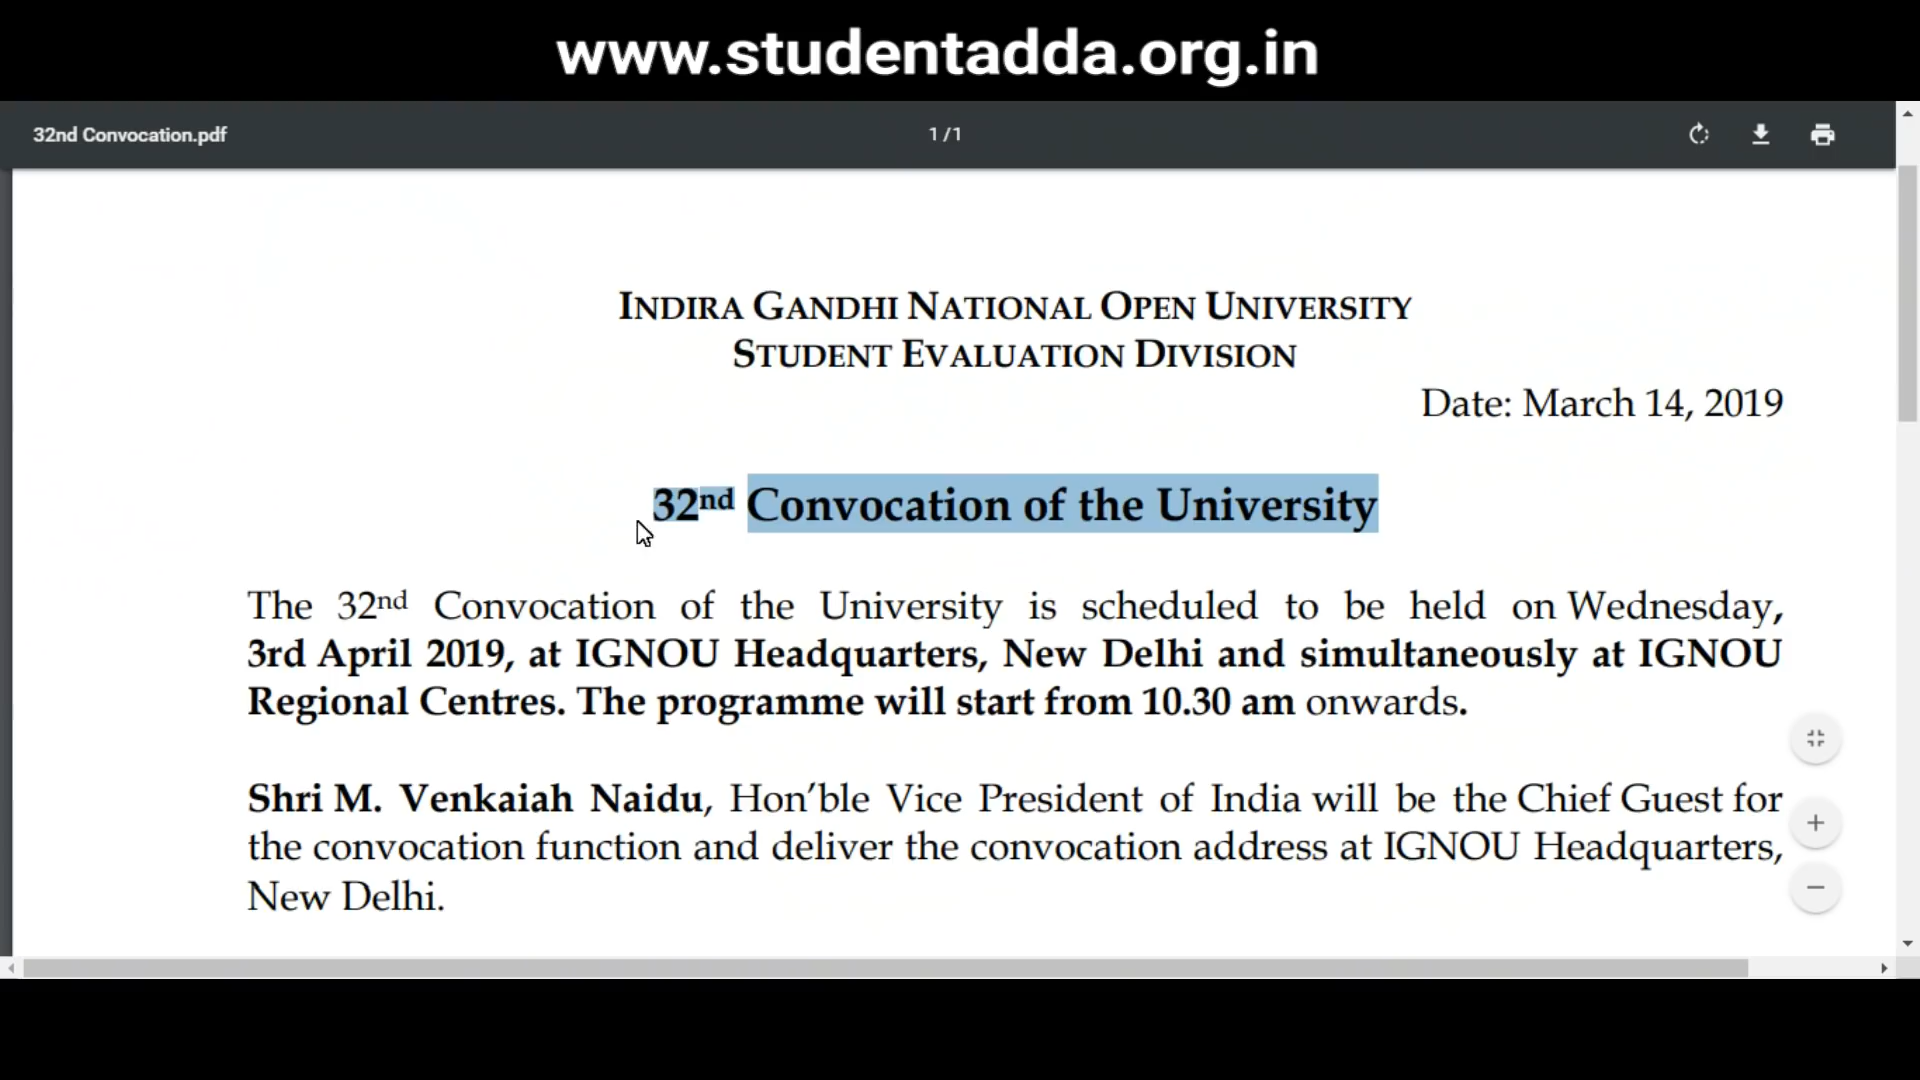 www.studentadda.org.in
32nd Convocation.pdf
1 / 1
INDIRA GANDHI NATIONAL OPEN UNIVERSITY
STUDENT EVALUATION DIVISION
Date: March 14, 2019
32nd Convocation of the University
The 32nd Convocation of the University is scheduled to be held on Wednesday,
3rd April 2019, at IGNOU Headquarters, New Delhi and simultaneously at IGNOU
Regional Centres. The programme will start from 10.30 am onwards.
Shri M. Venkaiah Naidu, Hon’ble Vice President of India will be the Chief Guest for
the convocation function and deliver the convocation address at IGNOU Headquarters,
New Delhi.